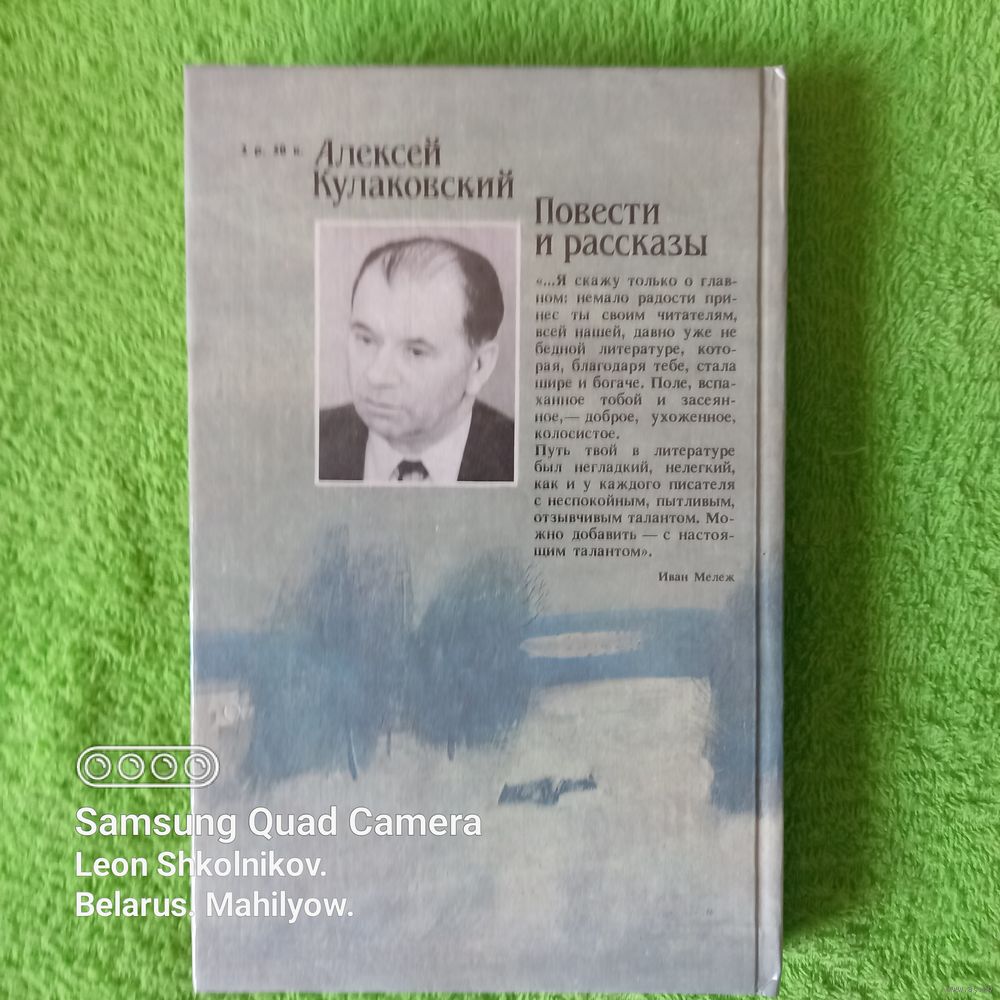 Алексей
Кулаковский
Повести
и рассказы
«...Я скажу только о глав-
ном: немало радости при-
нес ты своим читателям,
всей нашей, давно уже не
бедной литературе, кото-
рая, благодаря тебе, стала
шире и богаче. Поле, вспа-
ханное тобой и засеян-
ное,— доброе, ухоженное,
колосистое.
Путь твой в литературе
был негладкий, нелегкий,
как и у каждого писателя
с неспокойным, пытливым,
отзывчивым талантом. Мо-
жно добавить — с настоя-
щим талантом».
Иван Мележ
Samsung Quad Camera
Leon Shkolnikov.
Belarus. Mahilyow.